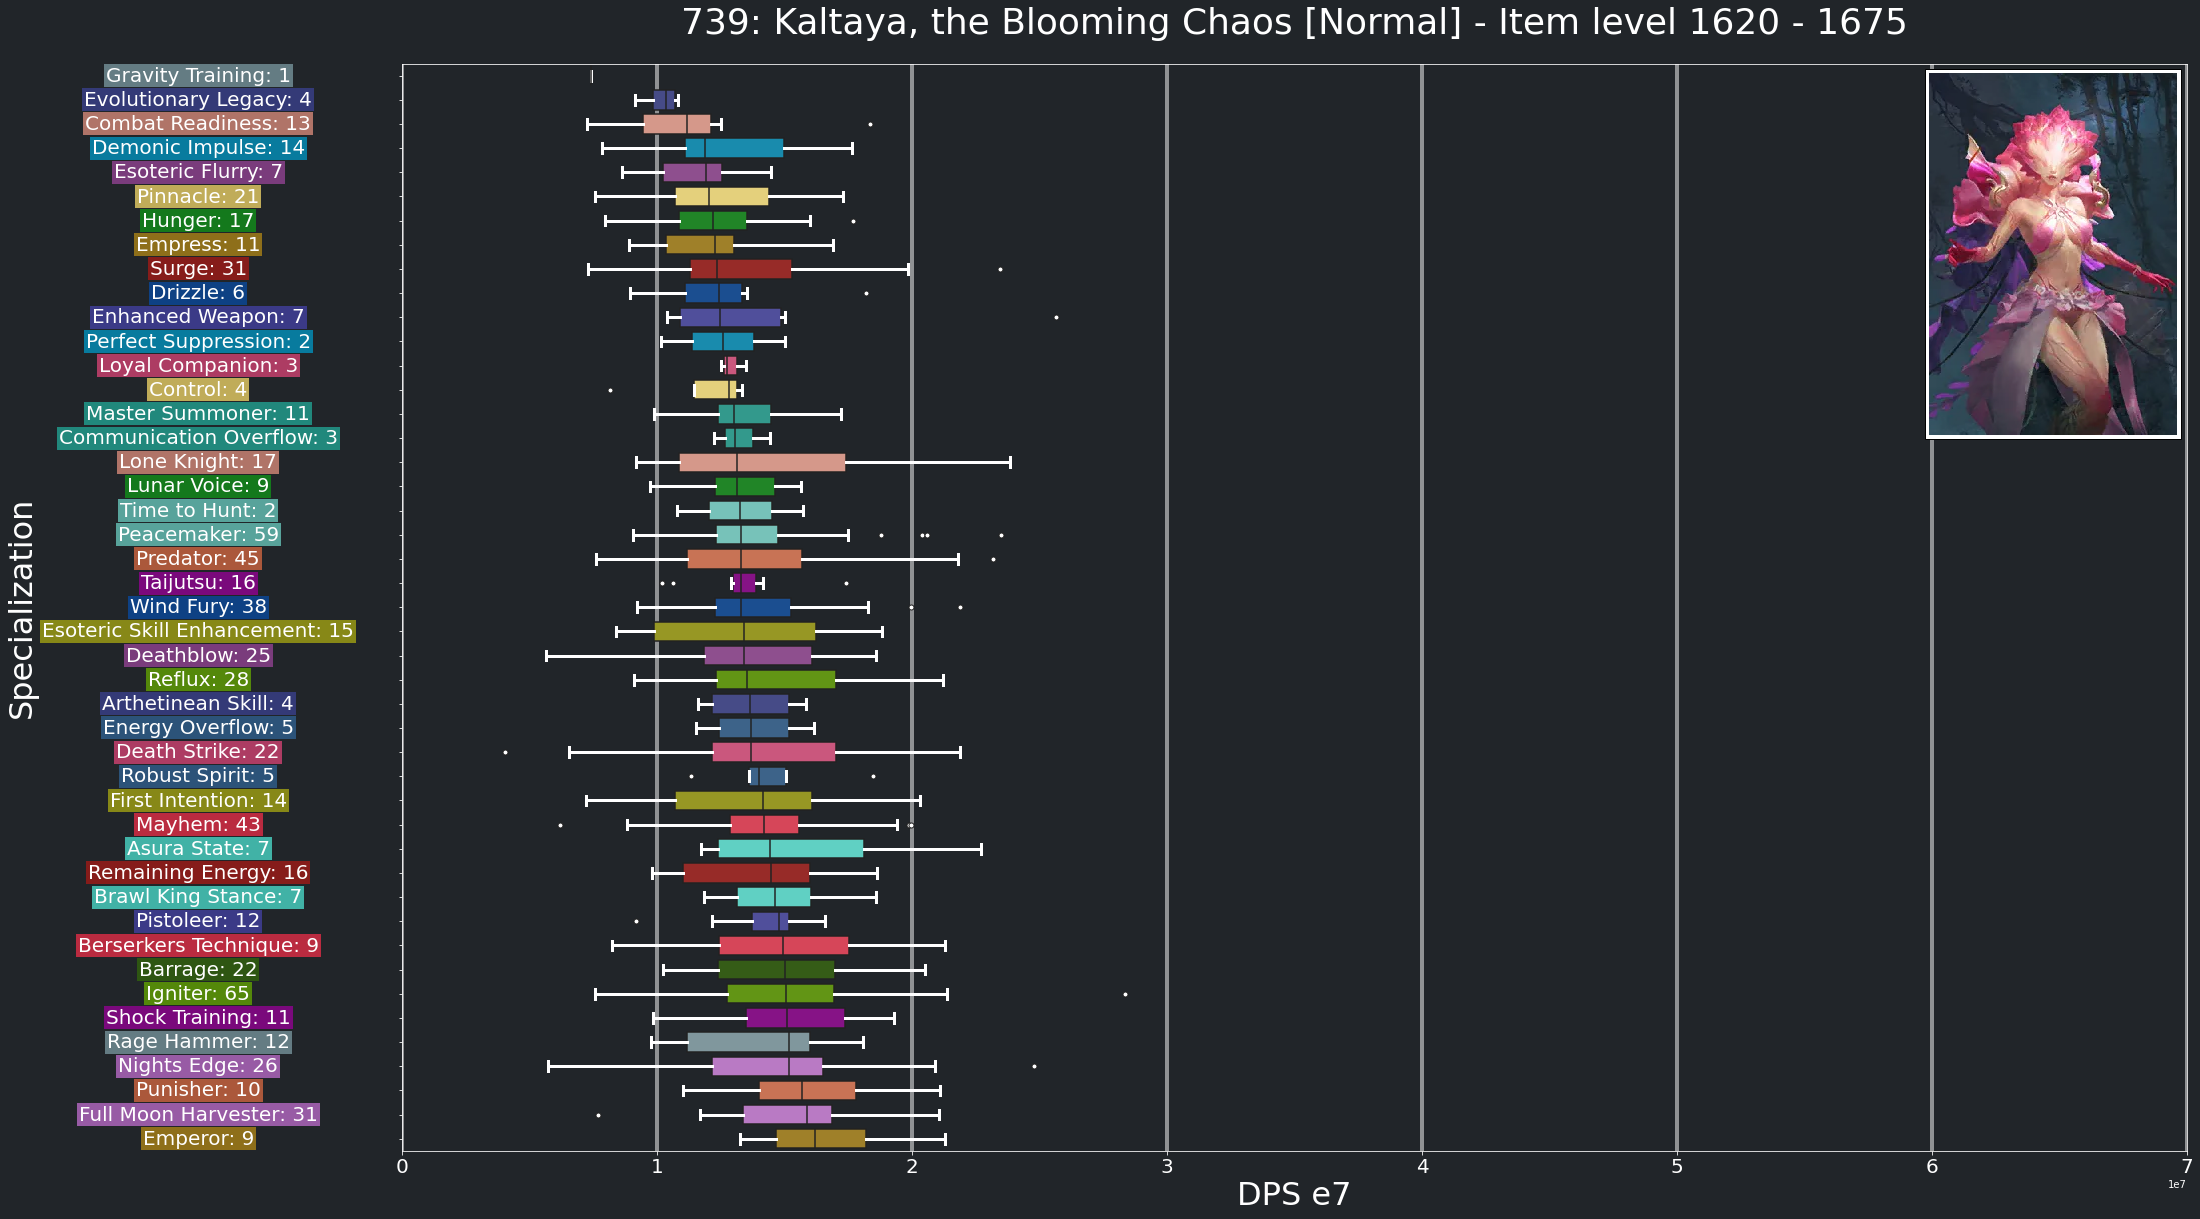 739: Kaltaya, the Blooming Chaos [Normal] - Item level 1620 - 1675
Gravity Training: 1
Evolutionary Legacy: 4
Combat Readiness: 13
Demonic Impulse: 14
Esoteric Flurry: 7
Pinnacle: 21
Hunger: 17
Empress: 11
Surge: 31
Drizzle: 6
Enhanced Weapon: 7
Perfect Suppression: 2
Loyal Companion: 3
Control: 4
Master Summoner: 11
Communication Overflow: 3
Lone Knight: 17
Lunar Voice: 9
Time to Hunt: 2
Peacemaker: 59
Predator: 45
Taijutsu: 16
Wind Fury: 38
Esoteric Skill Enhancement: 15
Deathblow: 25
Reflux: 28
Arthetinean Skill: 4
Energy Overflow: 5
Death Strike: 22
Robust Spirit: 5
First Intention: 14
Mayhem: 43
Asura State: 7
Remaining Energy: 16
Brawl King Stance: 7
Pistoleer: 12
Berserkers Technique: 9
Barrage: 22
Igniter: 65
Shock Training: 11
Rage Hammer: 12
Nights Edge: 26
Punisher: 10
Full Moon Harvester: 31
Emperor: 9
Specialization
0 1 2 3 4 5 6 7
1e7
DPS e7